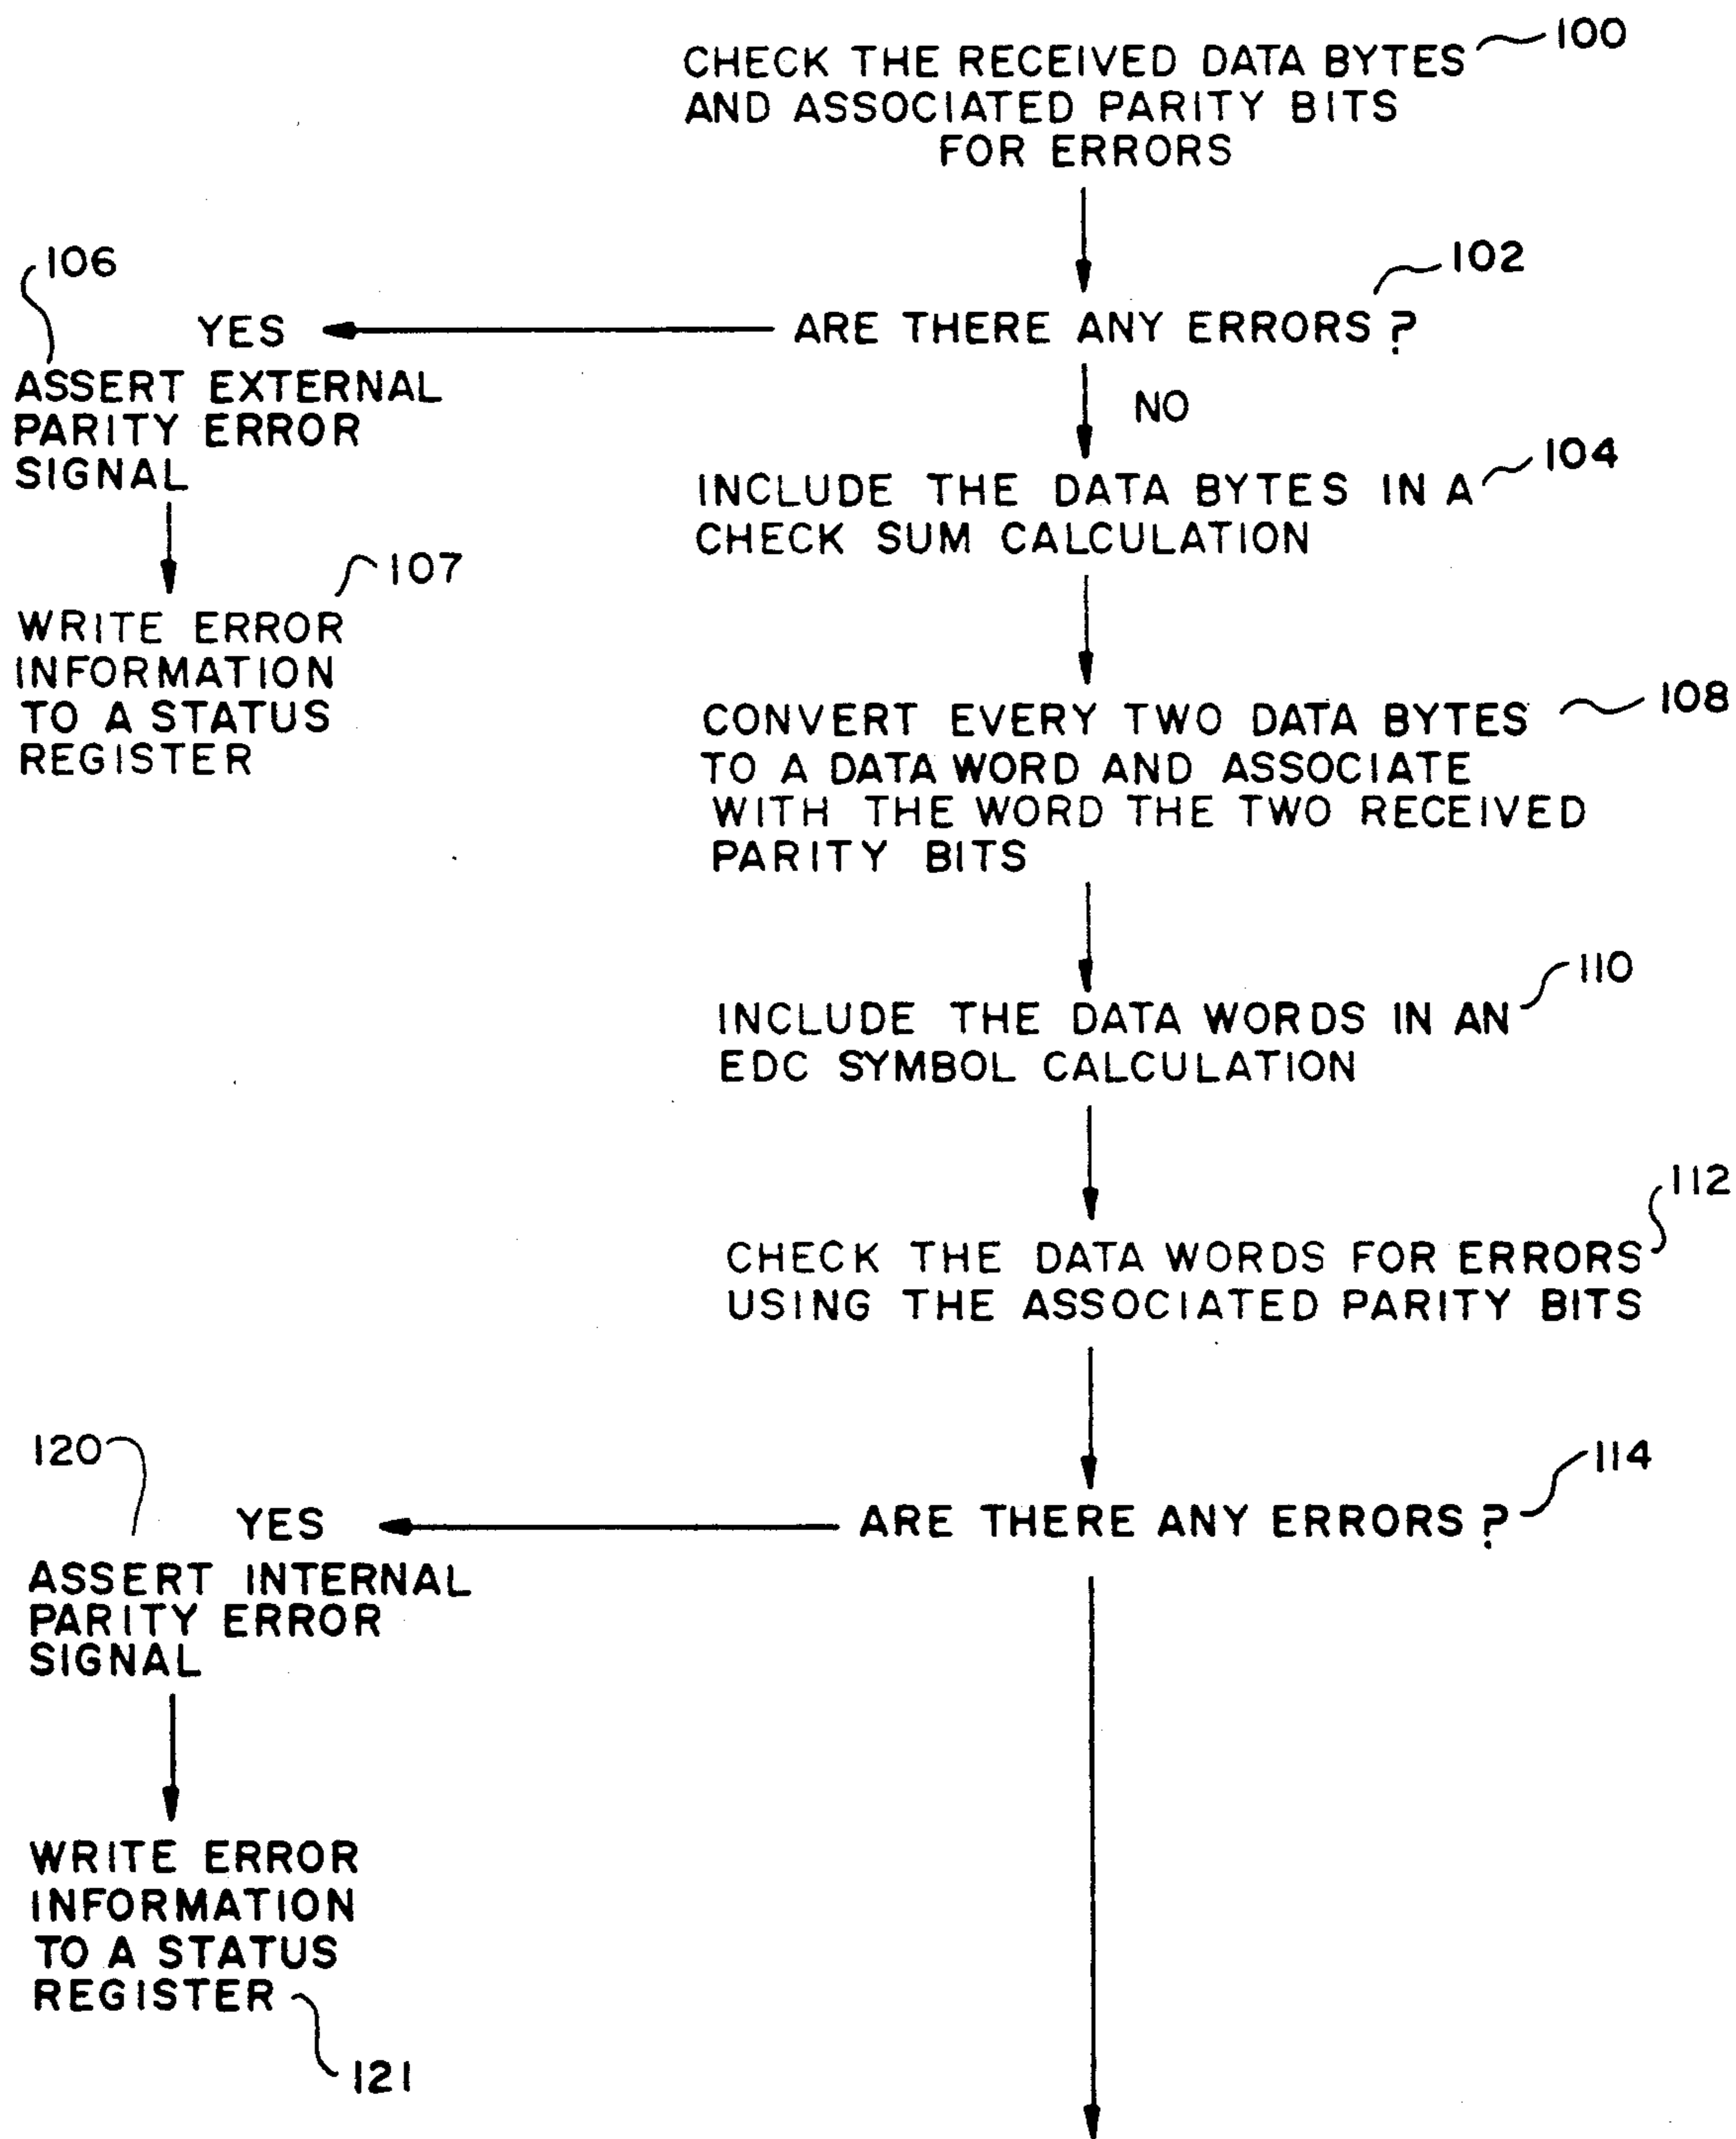 CHECK THE RECEIVED DATA BYTES 100
AND ASSOCIATED PARITY BITS
FOR ERRORS
106
102
YES
ARE THERE ANY ERRORS?
ASSERT EXTERNAL
PARITY ERROR
SIGNAL
NO
104
INCLUDE THE DATA BYTES IN A
CHECK SUM CALCULATION
107
WRITE ERROR
INFORMATION
TO A STATUS
REGISTER
CONVERT EVERY TWO DATA BYTES 108
TO A DATA WORD AND ASSOCIATE
WITH THE WORD THE TWO RECEIVED
PARITY BITS
110
INCLUDE THE DATA WORDS IN AN
EDC SYMBOL CALCULATION
112
CHECK THE DATA WORDS FOR ERRORS
USING THE ASSOCIATED PARITY BITS
120
114
YES
ARE THERE ANY ERRORS?
ASSERT INTERNAL
PARITY ERROR
SIGNAL
WRITE ERROR
INFORMATION
TO A STATUS
REGISTER
121